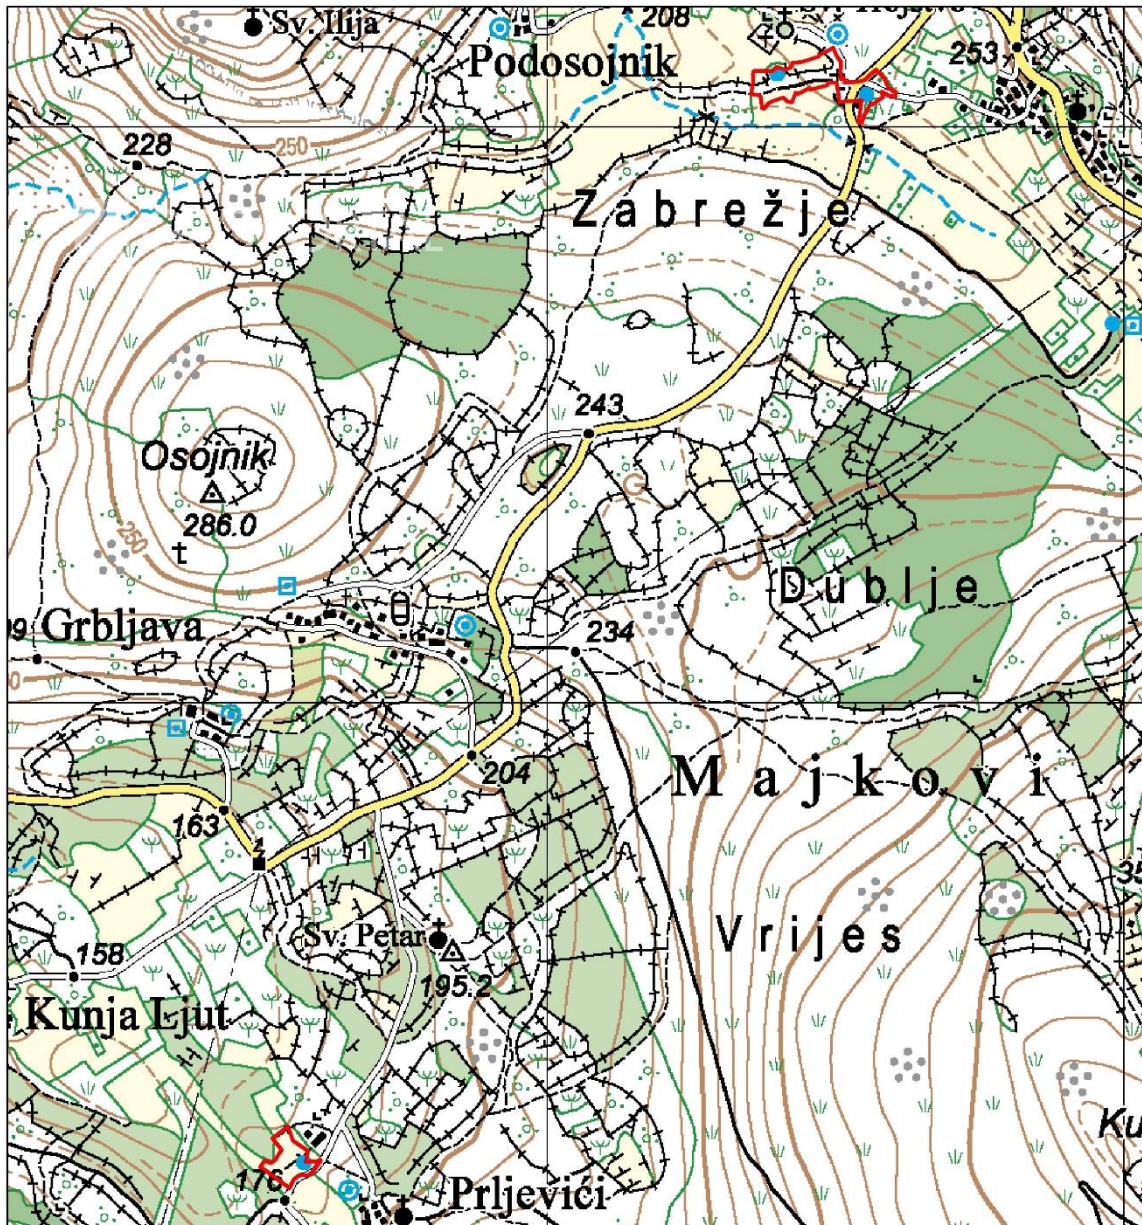 208
Sv. Ilija
Podosojnik
253
250
228
Zabrežje
243
Osojnik
286.0
250
Dublje
Grbljava
234
204
Majkovi
163
Vrijes
Sv. Petar
158
195.2
Kunja Ljut
176
Prljevići